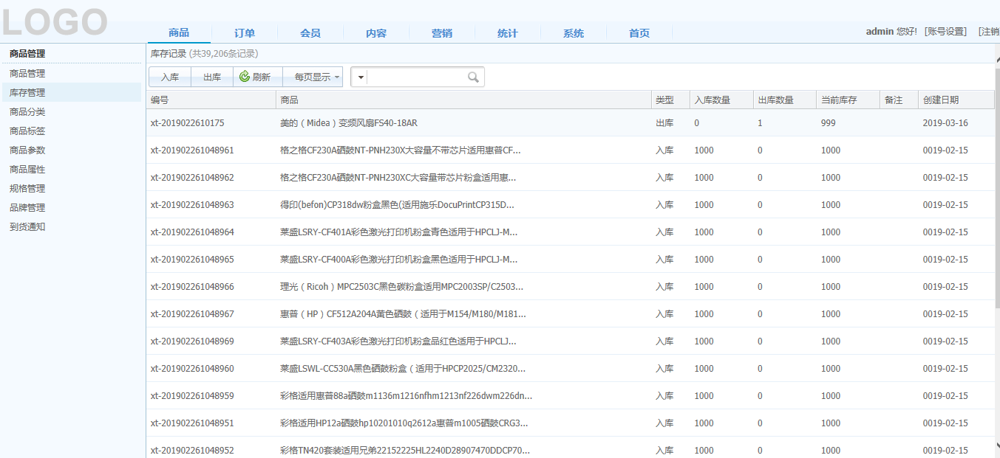 LOGO
商品 订单 会员 内容 营销 统计 系统 首页 admin 您好! [账号设置] [注销
商品管理
商品管理
库存管理
商品分类
商品标签
商品参数
商品属性
规格管理
品牌管理
到货通知
库存记录 (共39,206条记录)
入库 出库 刷新 每页显示
编号 商品 类型 入库数量 出库数量 当前库存 备注 创建日期
xt-2019022610175 美的（Midea）变频风扇FS40-18AR 出库 0 1 999 2019-03-16
xt-201902261048961 格之格CF230A硒鼓NT-PNH230X大容量不带芯片适用惠普CF... 入库 1000 0 1000 0019-02-15
xt-201902261048962 格之格CF230A硒鼓NT-PNH230XC大容量带芯片粉盒适用惠... 入库 1000 0 1000 0019-02-15
xt-201902261048963 得印(befon)CP318dw粉盒黑色(适用施乐DocuPrintCP315D... 入库 1000 0 1000 0019-02-15
xt-201902261048964 莱盛LSRY-CF401A彩色激光打印机粉盒青色适用于HPCLJ-M... 入库 1000 0 1000 0019-02-15
xt-201902261048965 莱盛LSRY-CF400A彩色激光打印机粉盒黑色适用于HPCLJ-M... 入库 1000 0 1000 0019-02-15
xt-201902261048966 理光（Ricoh）MPC2503C黑色碳粉盒适用MPC2003SP/C2503... 入库 1000 0 1000 0019-02-15
xt-201902261048967 惠普（HP）CF512A204A黄色硒鼓（适用于M154/M180/M181... 入库 1000 0 1000 0019-02-15
xt-201902261048969 莱盛LSRY-CF403A彩色激光打印机粉盒品红色适用于HPCLJ... 入库 1000 0 1000 0019-02-15
xt-201902261048960 莱盛LSWL-CC530A黑色硒鼓粉盒（适用于HPCP2025/CM2320... 入库 1000 0 1000 0019-02-15
xt-201902261048959 彩格适用惠普88a硒鼓m1136m1216nfhm1213nf226dwm226dn... 入库 1000 0 1000 0019-02-15
xt-201902261048951 彩格适用HP12a硒鼓hp10201010q2612a惠普m1005硒鼓CRG3... 入库 1000 0 1000 0019-02-15
xt-201902261048952 彩格TN420套装适用兄弟22152225HL2240D28907470DDCP70... 入库 1000 0 1000 0019-02-15